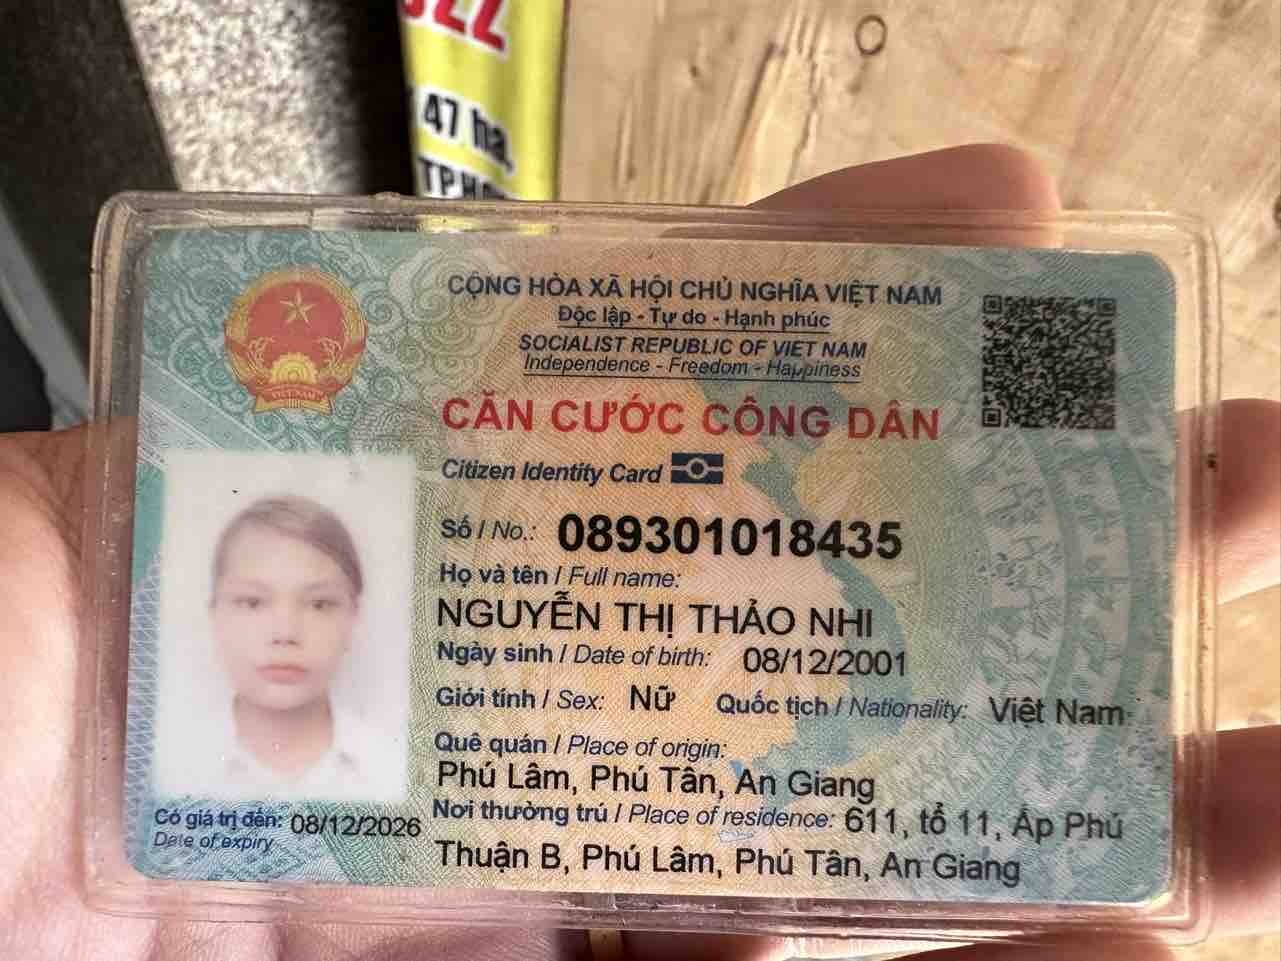 47 ha,
CỘNG HÒA XÃ HỘI CHỦ NGHĨA VIỆT NAM
Độc lập - Tự do - Hạnh phúc
SOCIALIST REPUBLIC OF VIET NAM
Independence - Freedom - Happiness
VIỆT NAM
CĂN CƯỚC CÔNG DÂN
Citizen Identity Card
Số / No.: 089301018435
Họ và tên / Full name:
NGUYỄN THỊ THẢO NHI
Ngày sinh / Date of birth: 08/12/2001
Giới tính / Sex: Nữ Quốc tịch / Nationality: Việt Nam
Quê quán / Place of origin:
Phú Lâm, Phú Tân, An Giang
Nơi thường trú / Place of residence: 611, tổ 11, Ấp Phú
Thuận B, Phú Lâm, Phú Tân, An Giang
Có giá trị đến: 08/12/2026
Date of expiry